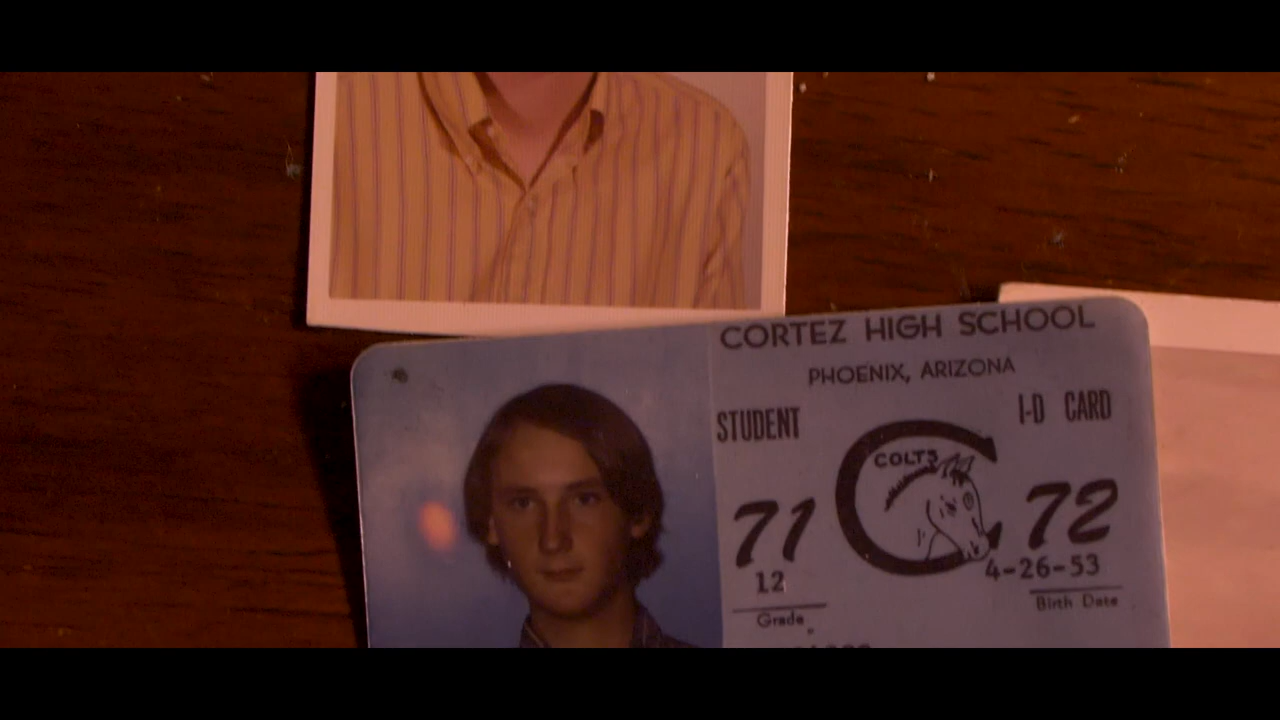 CORTEZ HIGH SCHOOL
PHOENIX, ARIZONA
STUDENT I-D CARD
COLTS
71 72
12 4-26-53
Grade Birth Date